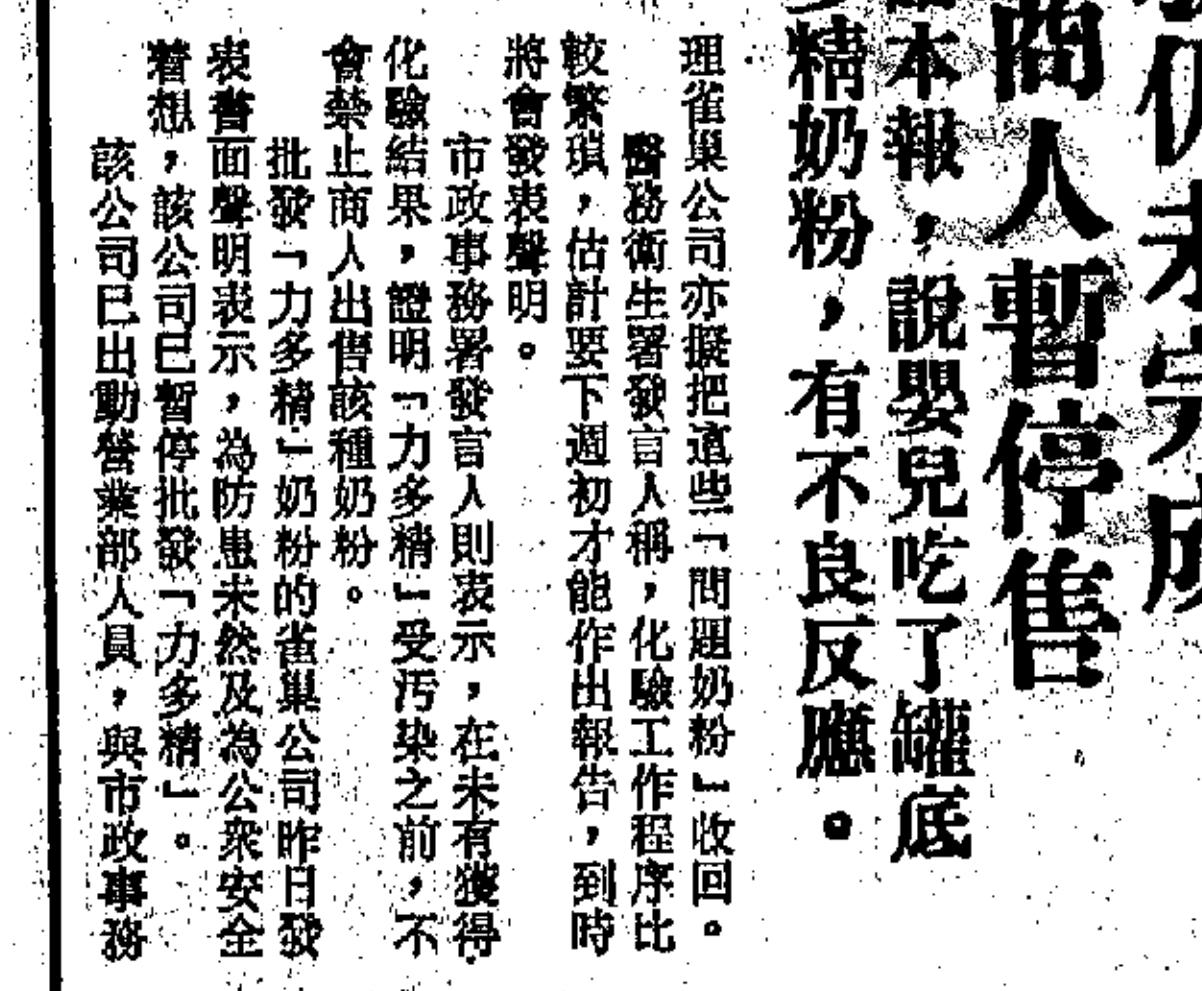 仍未完成
商人暫停售
本報，說嬰兒吃了罐底
多精奶粉，有不良反應。
理雀巢公司亦擬把這些「問題奶粉」收回。
醫務衞生署發言人稱，化驗工作程序比
較繁瑣，估計要下週初才能作出報告，到時
將會發表聲明。
市政事務署發言人則表示，在未有獲得
化驗結果，證明「力多精」受汚染之前，不
會禁止商人出售該種奶粉。
批發「力多精」奶粉的雀巢公司昨日發
表書面聲明表示，為防患未然及為公衆安全
着想，該公司已暫停批發「力多精」。
該公司已出動營業部人員，與市政事務